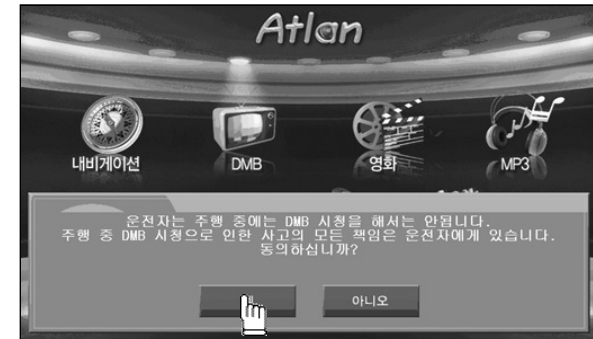 Atlan
내비게이션
DMB
영화
MP3
운전자는 주행 중에는 DMB 시청을 해서는 안됩니다.
주행 중 DMB 시청으로 인한 사고의 모든 책임은 운전자에게 있습니다.
동의하십니까?
아니오